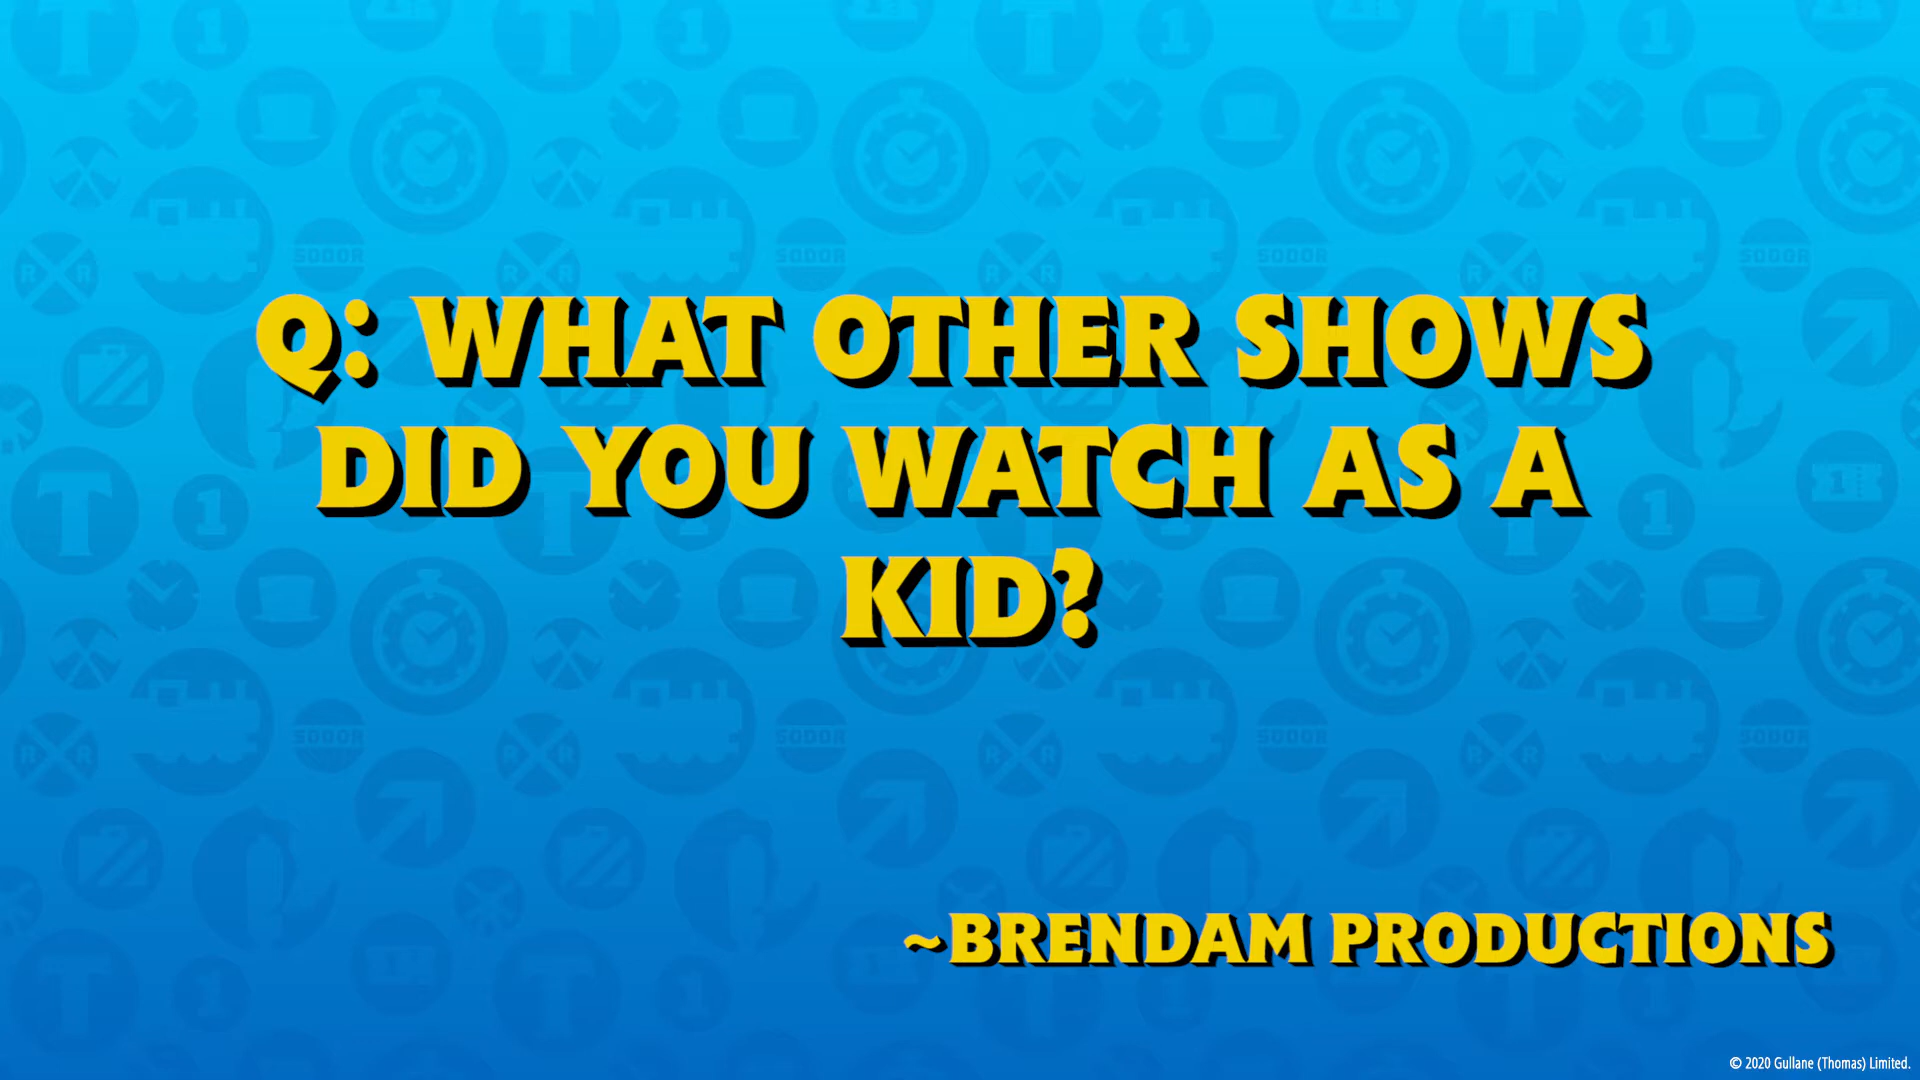 Q: WHAT OTHER SHOWS
DID YOU WATCH AS A
KID?
~BRENDAM PRODUCTIONS
© 2020 Gullane (Thomas) Limited.